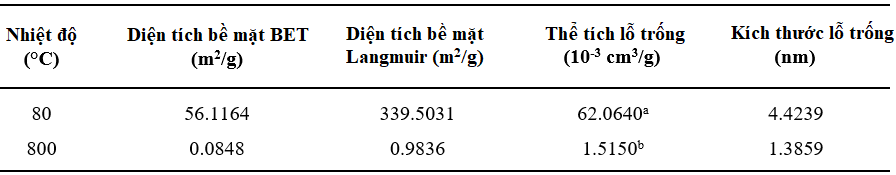 Nhiệt độ (°C) Diện tích bề mặt BET (m²/g) Diện tích bề mặt Langmuir (m²/g) Thể tích lỗ trống (10⁻³ cm³/g) Kích thước lỗ trống (nm)
80 56.1164 339.5031 62.0640ᵃ 4.4239
800 0.0848 0.9836 1.5150ᵇ 1.3859